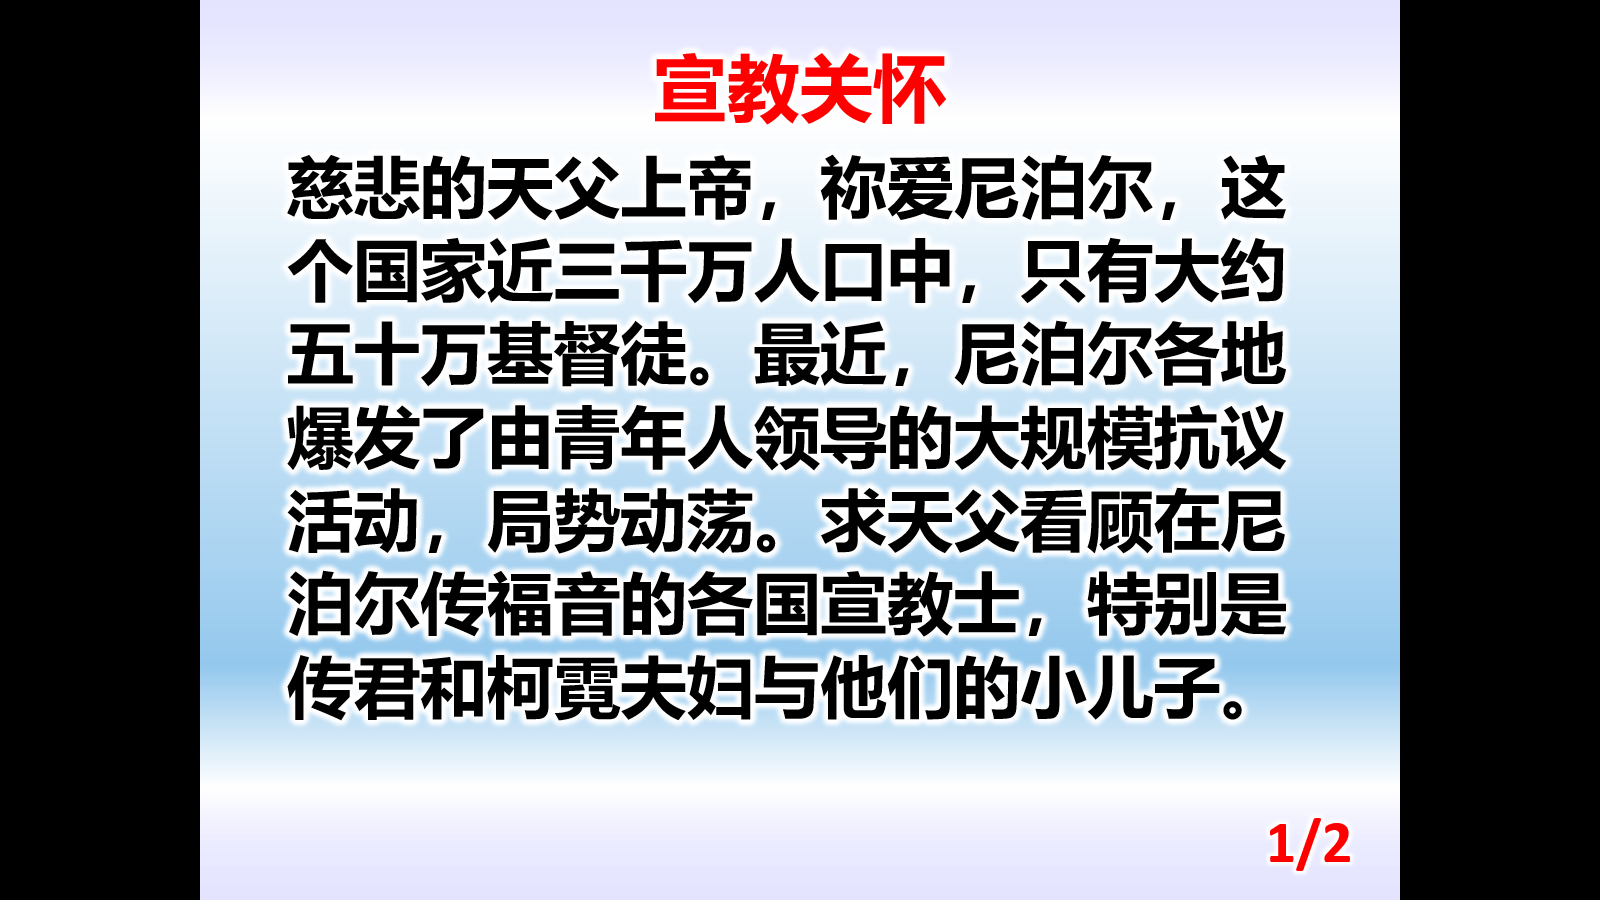 宣教关怀
慈悲的天父上帝，祢爱尼泊尔，这
个国家近三千万人口中，只有大约
五十万基督徒。最近，尼泊尔各地
爆发了由青年人领导的大规模抗议
活动，局势动荡。求天父看顾在尼
泊尔传福音的各国宣教士，特别是
传君和柯霓夫妇与他们的小儿子。
1/2